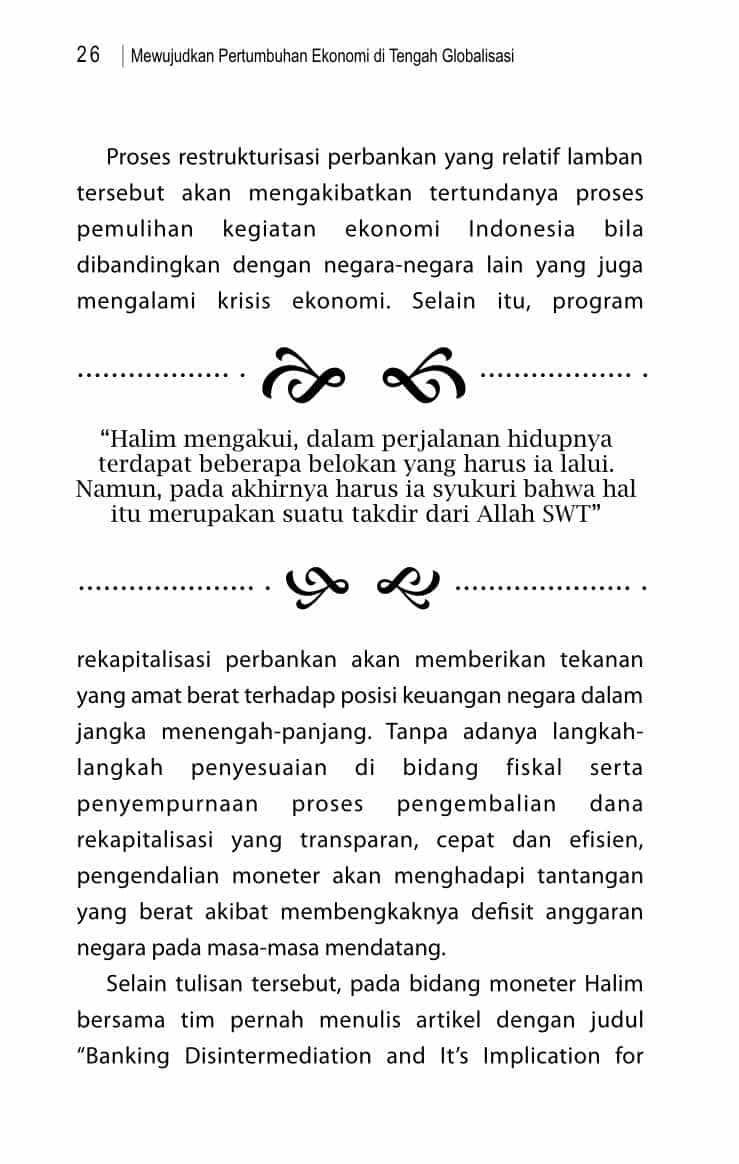 26 | Mewujudkan Pertumbuhan Ekonomi di Tengah Globalisasi
Proses restrukturisasi perbankan yang relatif lamban
tersebut akan mengakibatkan tertundanya proses
pemulihan kegiatan ekonomi Indonesia bila
dibandingkan dengan negara-negara lain yang juga
mengalami krisis ekonomi. Selain itu, program
“Halim mengakui, dalam perjalanan hidupnya
terdapat beberapa belokan yang harus ia lalui.
Namun, pada akhirnya harus ia syukuri bahwa hal
itu merupakan suatu takdir dari Allah SWT”
rekapitalisasi perbankan akan memberikan tekanan
yang amat berat terhadap posisi keuangan negara dalam
jangka menengah-panjang. Tanpa adanya langkah-
langkah penyesuaian di bidang fiskal serta
penyempurnaan proses pengembalian dana
rekapitalisasi yang transparan, cepat dan efisien,
pengendalian moneter akan menghadapi tantangan
yang berat akibat membengkaknya defisit anggaran
negara pada masa-masa mendatang.
Selain tulisan tersebut, pada bidang moneter Halim
bersama tim pernah menulis artikel dengan judul
“Banking Disintermediation and It’s Implication for